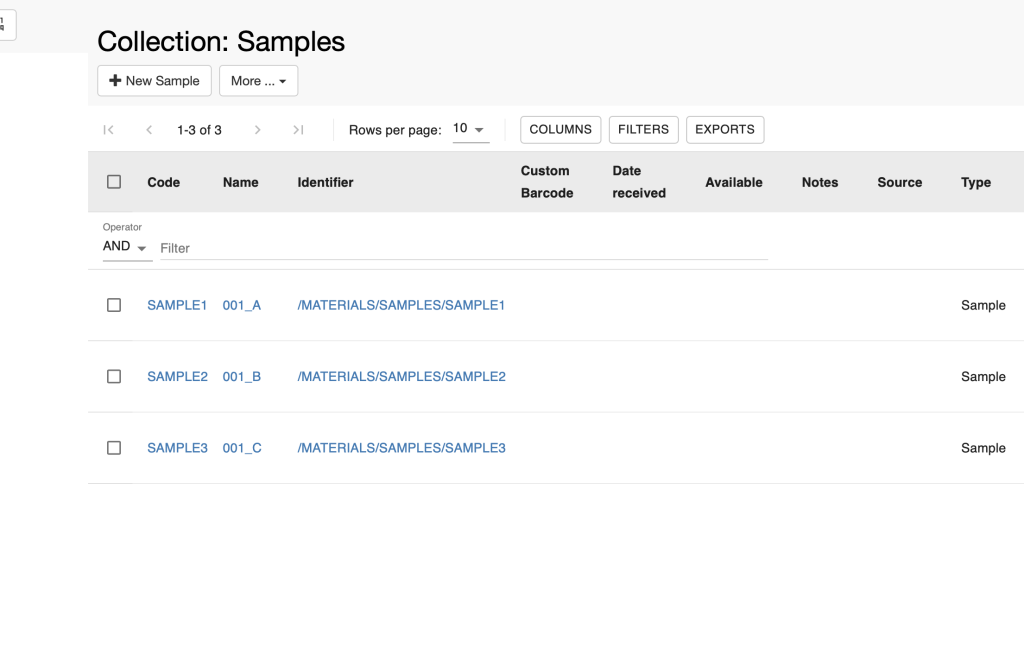 Collection: Samples
New Sample
More ...
1-3 of 3
Rows per page: 10
COLUMNS
FILTERS
EXPORTS
Code Name Identifier Custom Barcode Date received Available Notes Source Type
Operator
AND
Filter
SAMPLE1 001_A /MATERIALS/SAMPLES/SAMPLE1 Sample
SAMPLE2 001_B /MATERIALS/SAMPLES/SAMPLE2 Sample
SAMPLE3 001_C /MATERIALS/SAMPLES/SAMPLE3 Sample